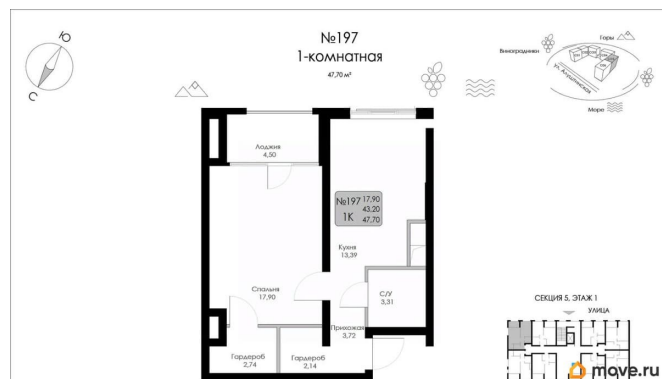 Ю
С
№197
1-комнатная
47,70 м²
Горы
Виноградники
ул. Алуштинская
Море
Лоджия
4,50
№197 17,90
1К 43,20
47,70
Кухня
13,39
Спальня
17,90
С/У
3,31
Прихожая
3,72
Гардероб
2,74
Гардероб
2,14
СЕКЦИЯ 5, ЭТАЖ 1
УЛИЦА
move.ru